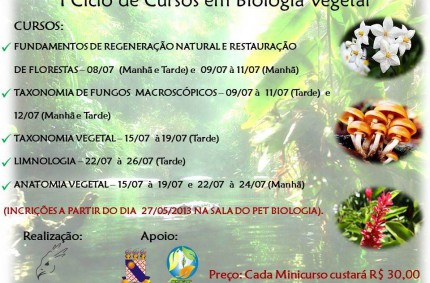 I Ciclo de Cursos em Biologia Vegetal
CURSOS:
FUNDAMENTOS DE REGENERAÇÃO NATURAL E RESTAURAÇÃO
DE FLORESTAS – 08/07 (Manhã e Tarde) e 09/07 à 11/07 (Manhã)
TAXONOMIA DE FUNGOS MACROSCÓPICOS – 09/07 à 11/07 (Tarde) e
12/07 (Manhã e Tarde)
TAXONOMIA VEGETAL – 15/07 à 19/07 (Tarde)
LIMNOLOGIA – 22/07 à 26/07 (Tarde)
ANATOMIA VEGETAL – 15/07 à 19/07 e 22/07 à 24/07 (Manhã)
(INCRIÇÕES A PARTIR DO DIA 27/05/2013 NA SALA DO PET BIOLOGIA).
Realização: Apoio:
Preço: Cada Minicurso custará R$ 30,00